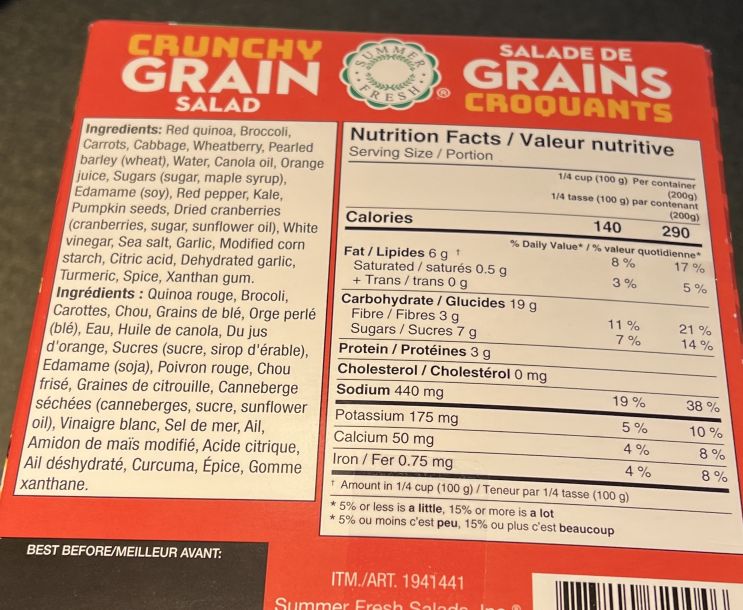 CRUNCHY
GRAIN
SALAD
SUMMER
FRESH
®
SALADE DE
GRAINS
CROQUANTS
Ingredients: Red quinoa, Broccoli,
Carrots, Cabbage, Wheatberry, Pearled
barley (wheat), Water, Canola oil, Orange
juice, Sugars (sugar, maple syrup),
Edamame (soy), Red pepper, Kale,
Pumpkin seeds, Dried cranberries
(cranberries, sugar, sunflower oil), White
vinegar, Sea salt, Garlic, Modified corn
starch, Citric acid, Dehydrated garlic,
Turmeric, Spice, Xanthan gum.
Ingrédients : Quinoa rouge, Brocoli,
Carottes, Chou, Grains de blé, Orge perlé
(blé), Eau, Huile de canola, Du jus
d'orange, Sucres (sucre, sirop d'érable),
Edamame (soja), Poivron rouge, Chou
frisé, Graines de citrouille, Canneberge
séchées (canneberges, sucre, sunflower
oil), Vinaigre blanc, Sel de mer, Ail,
Amidon de maïs modifié, Acide citrique,
Ail déshydraté, Curcuma, Épice, Gomme
xanthane.
Nutrition Facts / Valeur nutritive
Serving Size / Portion
1/4 cup (100 g) Per container
(200g)
1/4 tasse (100 g) par contenant
(200g)
Calories 140 290
% Daily Value* / % valeur quotidienne*
Fat / Lipides 6 g † 8 % 17 %
Saturated / saturés 0.5 g
+ Trans / trans 0 g 3 % 5 %
Carbohydrate / Glucides 19 g
Fibre / Fibres 3 g 11 % 21 %
Sugars / Sucres 7 g 7 % 14 %
Protein / Protéines 3 g
Cholesterol / Cholestérol 0 mg
Sodium 440 mg 19 % 38 %
Potassium 175 mg 5 % 10 %
Calcium 50 mg 4 % 8 %
Iron / Fer 0.75 mg 4 % 8 %
† Amount in 1/4 cup (100 g) / Teneur par 1/4 tasse (100 g)
* 5% or less is a little, 15% or more is a lot
* 5% ou moins c'est peu, 15% ou plus c'est beaucoup
BEST BEFORE/MEILLEUR AVANT:
ITM./ART. 1941441
Summer Fresh Salads Inc.®